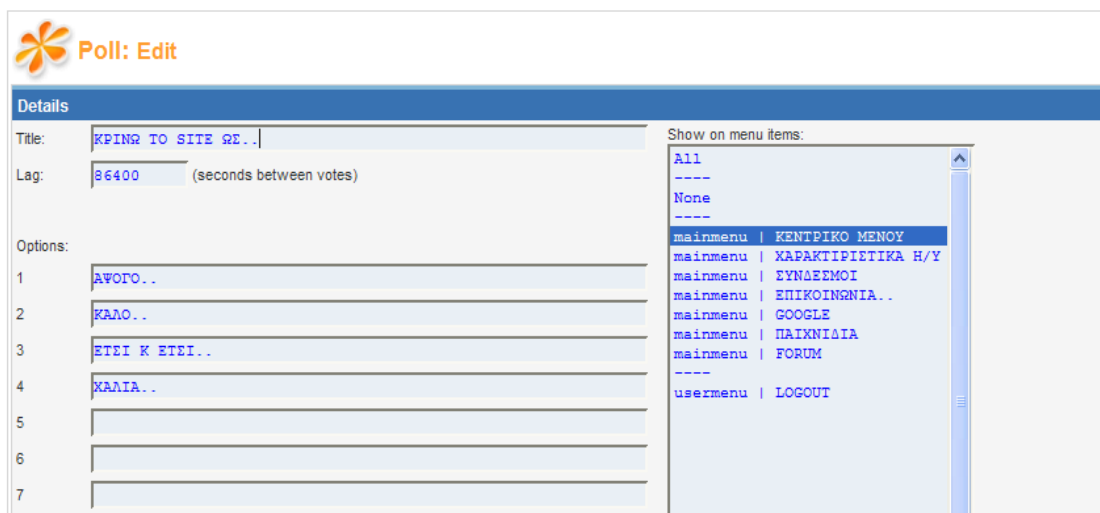 Poll: Edit
Details
Title: ΚΡΙΝΩ ΤΟ SITE ΩΣ..
Lag: 86400 (seconds between votes)
Options:
1 ΑΨΟΓΟ..
2 ΚΑΛΟ..
3 ΕΤΣΙ Κ ΕΤΣΙ..
4 ΧΑΛΙΑ..
5
6
7
Show on menu items:
All
----
None
----
mainmenu | ΚΕΝΤΡΙΚΟ ΜΕΝΟΥ
mainmenu | ΧΑΡΑΚΤΙΡΙΣΤΙΚΑ Η/Υ
mainmenu | ΣΥΝΔΕΣΜΟΙ
mainmenu | ΕΠΙΚΟΙΝΩΝΙΑ..
mainmenu | GOOGLE
mainmenu | ΠΑΙΧΝΙΔΙΑ
mainmenu | FORUM
----
usermenu | LOGOUT